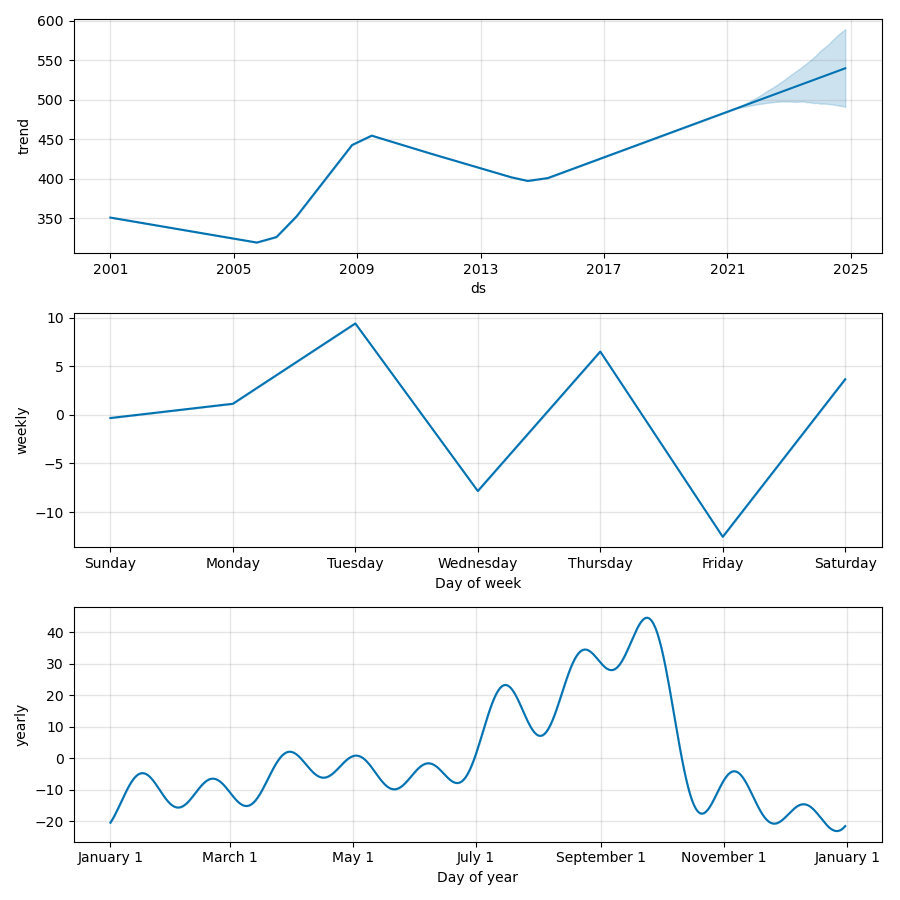 600
550
500
450
400
350
trend
2001 2005 2009 2013 2017 2021 2025
ds
10
5
0
−5
−10
weekly
Sunday Monday Tuesday Wednesday Thursday Friday Saturday
Day of week
40
30
20
10
0
−10
−20
yearly
January 1 March 1 May 1 July 1 September 1 November 1 January 1
Day of year